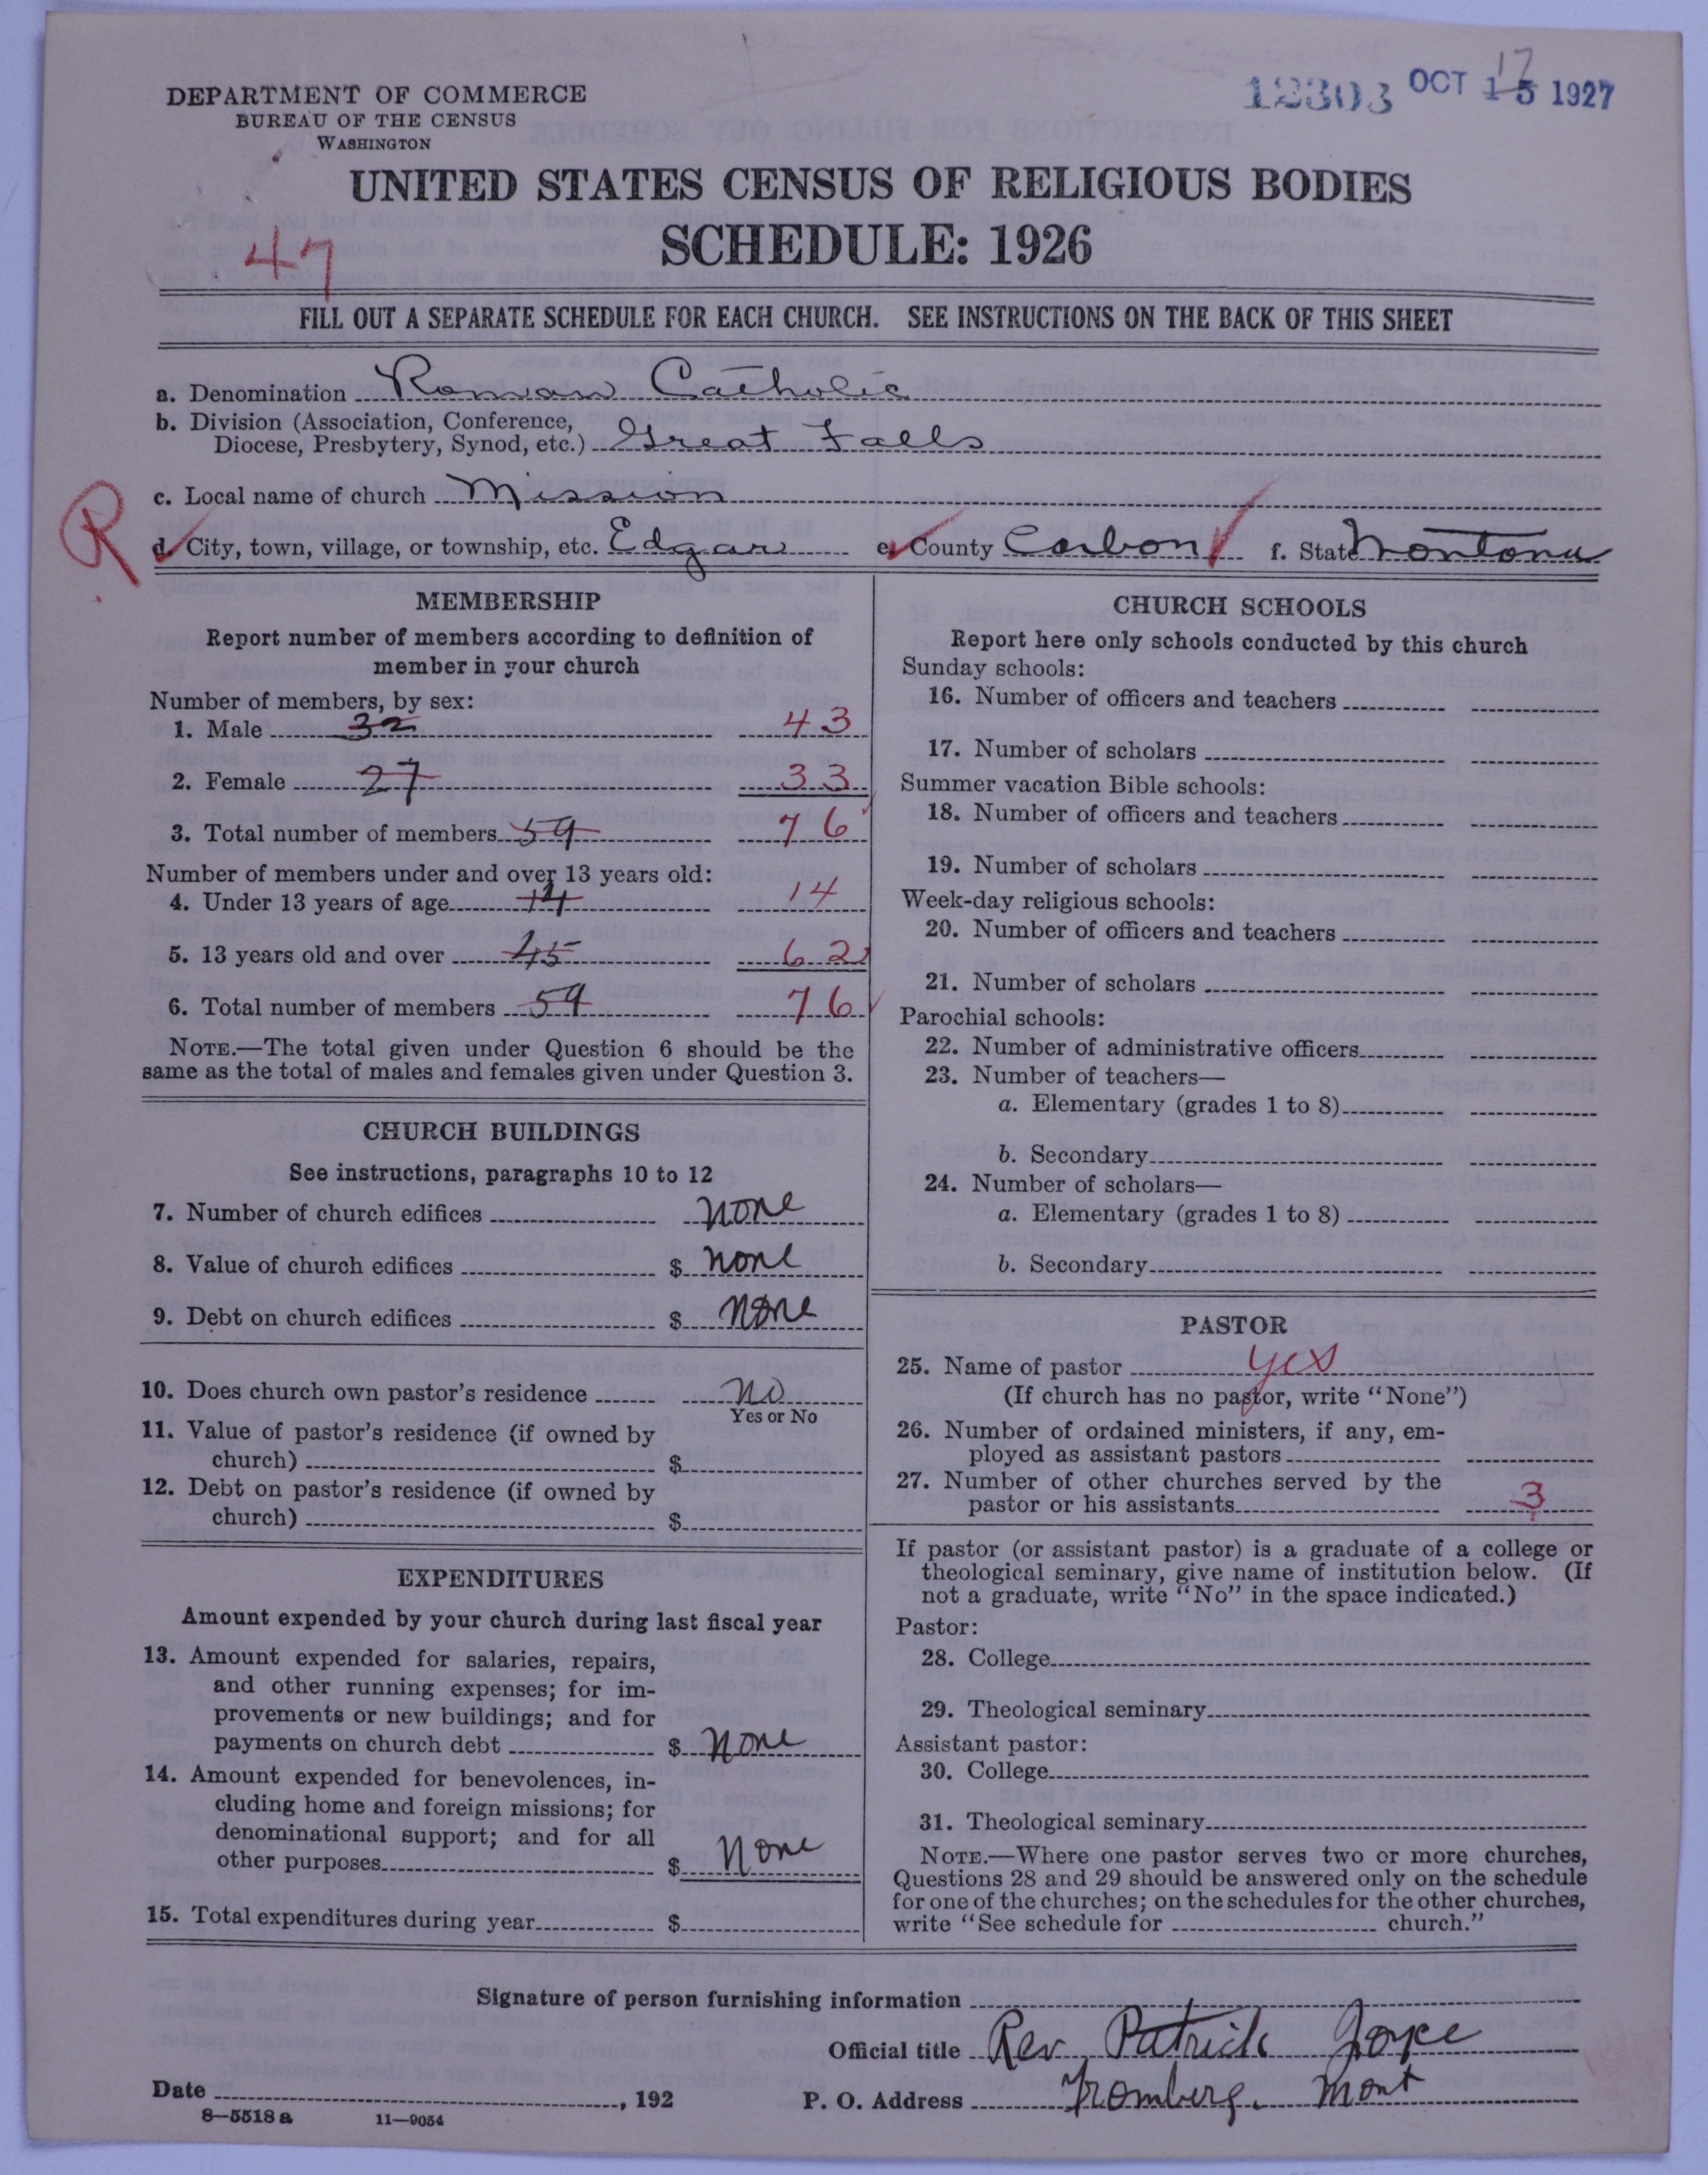 12303 OCT 15 1927
17
DEPARTMENT OF COMMERCE
BUREAU OF THE CENSUS
WASHINGTON
UNITED STATES CENSUS OF RELIGIOUS BODIES
SCHEDULE: 1926
47
FILL OUT A SEPARATE SCHEDULE FOR EACH CHURCH. SEE INSTRUCTIONS ON THE BACK OF THIS SHEET
a. Denomination Roman Catholic
b. Division (Association, Conference,
Diocese, Presbytery, Synod, etc.) Great Falls
c. Local name of church Mission
R
d. City, town, village, or township, etc. Edgar e. County Carbon f. State Montana
MEMBERSHIP
Report number of members according to definition of
member in your church
Number of members, by sex:
1. Male 32 43
2. Female 27 33
3. Total number of members 59 76
Number of members under and over 13 years old:
4. Under 13 years of age 14 14
5. 13 years old and over 45 62
6. Total number of members 59 76
NOTE.—The total given under Question 6 should be the
same as the total of males and females given under Question 3.
CHURCH BUILDINGS
See instructions, paragraphs 10 to 12
7. Number of church edifices none
8. Value of church edifices $ none
9. Debt on church edifices $ none
10. Does church own pastor's residence No
Yes or No
11. Value of pastor's residence (if owned by
church) $
12. Debt on pastor's residence (if owned by
church) $
EXPENDITURES
Amount expended by your church during last fiscal year
13. Amount expended for salaries, repairs,
and other running expenses; for im-
provements or new buildings; and for
payments on church debt $ None
14. Amount expended for benevolences, in-
cluding home and foreign missions; for
denominational support; and for all
other purposes $ None
15. Total expenditures during year $
CHURCH SCHOOLS
Report here only schools conducted by this church
Sunday schools:
16. Number of officers and teachers
17. Number of scholars
Summer vacation Bible schools:
18. Number of officers and teachers
19. Number of scholars
Week-day religious schools:
20. Number of officers and teachers
21. Number of scholars
Parochial schools:
22. Number of administrative officers
23. Number of teachers—
a. Elementary (grades 1 to 8)
b. Secondary
24. Number of scholars—
a. Elementary (grades 1 to 8)
b. Secondary
PASTOR
25. Name of pastor yes
(If church has no pastor, write "None")
26. Number of ordained ministers, if any, em-
ployed as assistant pastors
27. Number of other churches served by the
pastor or his assistants 3
If pastor (or assistant pastor) is a graduate of a college or
theological seminary, give name of institution below. (If
not a graduate, write "No" in the space indicated.)
Pastor:
28. College
29. Theological seminary
Assistant pastor:
30. College
31. Theological seminary
NOTE.—Where one pastor serves two or more churches,
Questions 28 and 29 should be answered only on the schedule
for one of the churches; on the schedules for the other churches,
write "See schedule for church."
Signature of person furnishing information
Official title Rev Patrick Joyce
Date , 192 P. O. Address Fromberg. Mont
8—5518 a 11—9054